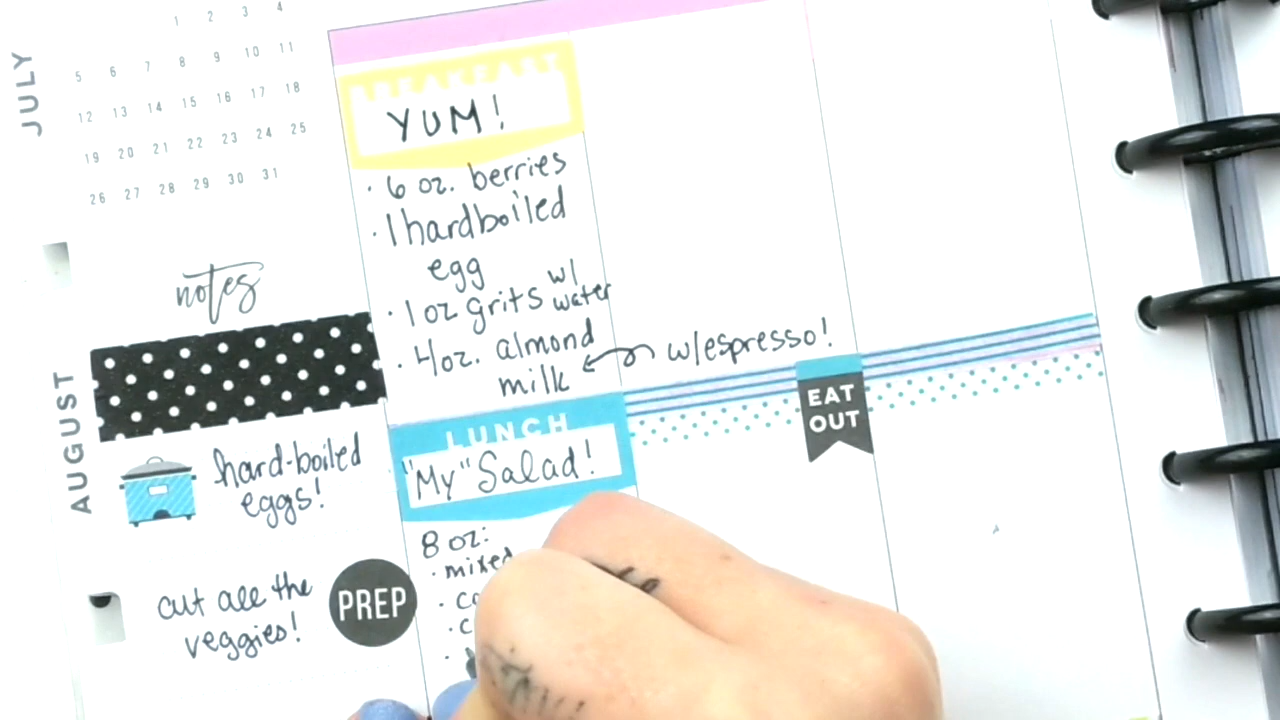 JULY
1 2 3 4
5 6 7 8 9 10 11
12 13 14 15 16 17 18
19 20 21 22 23 24 25
26 27 28 29 30 31
notes
AUGUST
hard-boiled
eggs!
cut all the
veggies!
PREP
BREAKFAST
YUM!
· 6 oz. berries
· 1 hardboiled
egg
· 1 oz grits w/
water
· 4oz. almond
milk
w/espresso!
EAT
OUT
LUNCH
"My" Salad!
8 oz:
· mixed